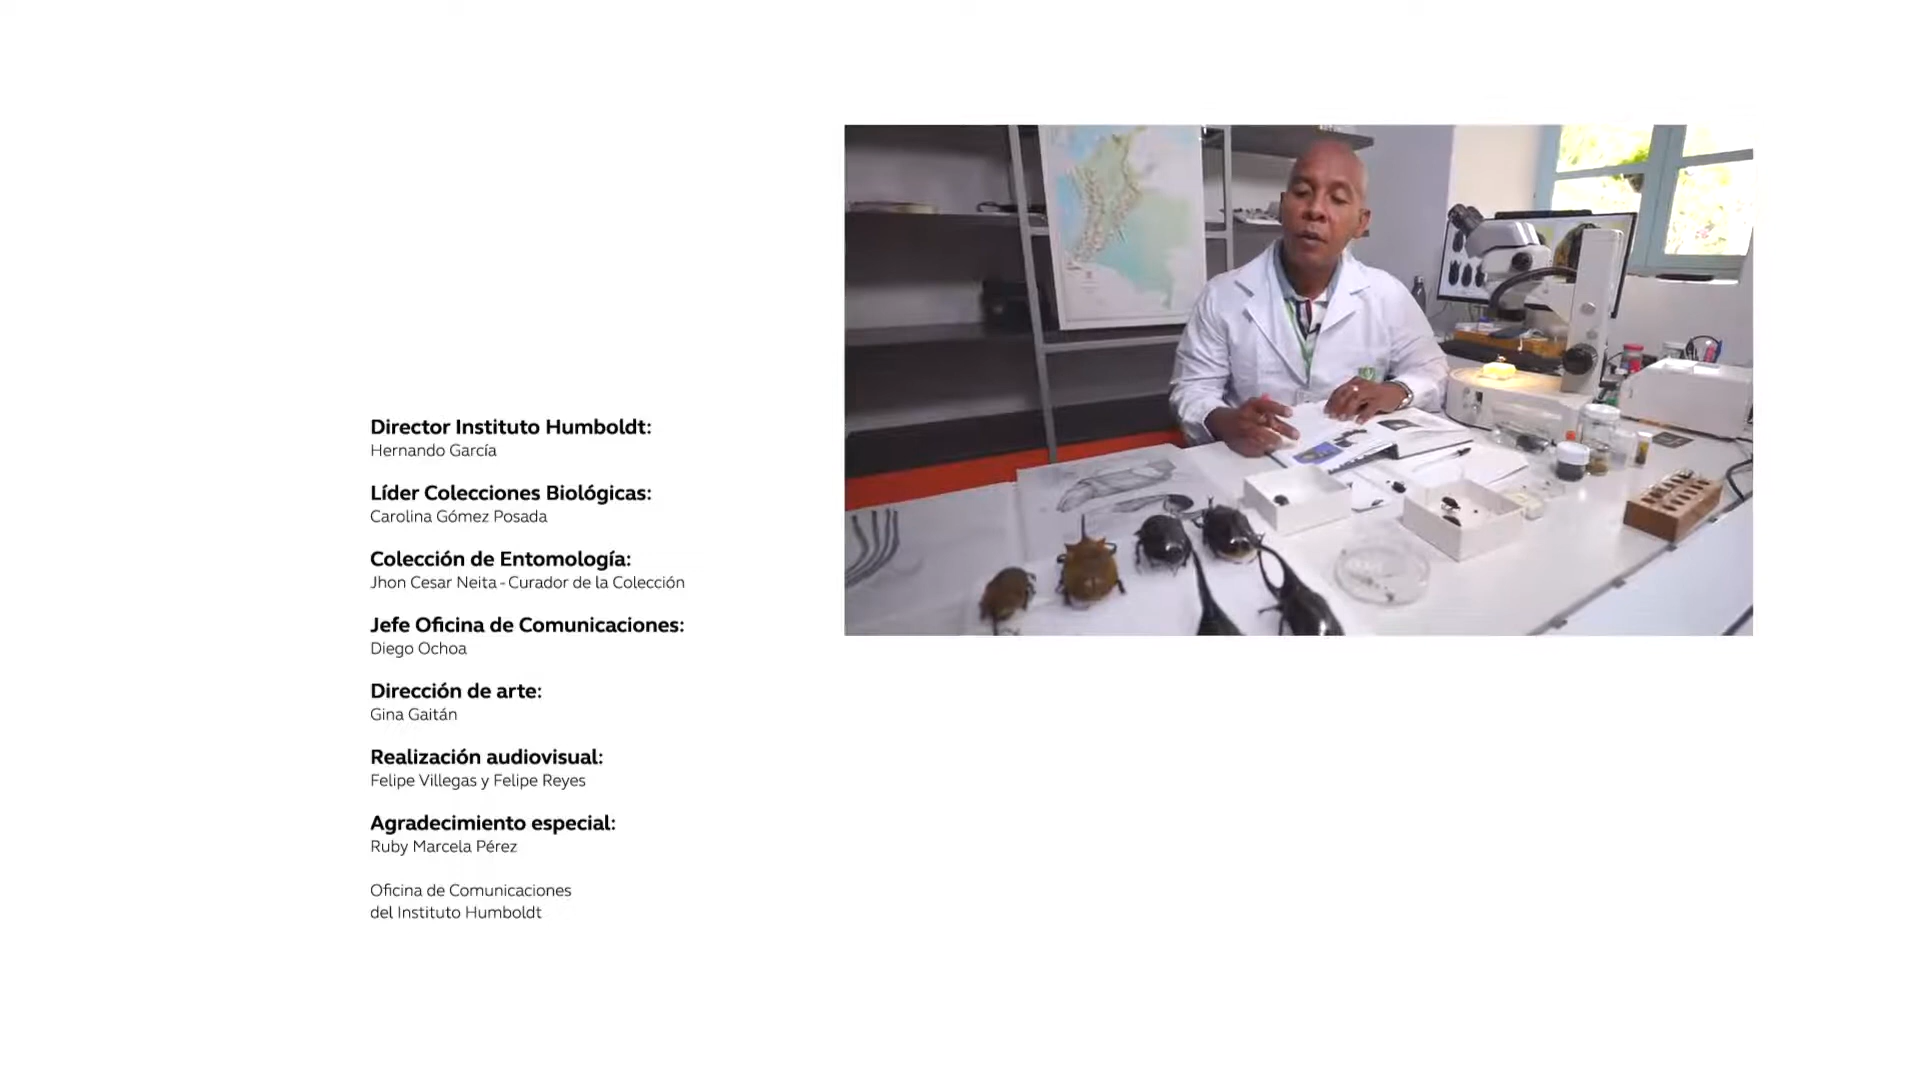 Director Instituto Humboldt:
Hernando García
Líder Colecciones Biológicas:
Carolina Gómez Posada
Colección de Entomología:
Jhon Cesar Neita - Curador de la Colección
Jefe Oficina de Comunicaciones:
Diego Ochoa
Dirección de arte:
Gina Gaitán
Realización audiovisual:
Felipe Villegas y Felipe Reyes
Agradecimiento especial:
Ruby Marcela Pérez
Oficina de Comunicaciones
del Instituto Humboldt